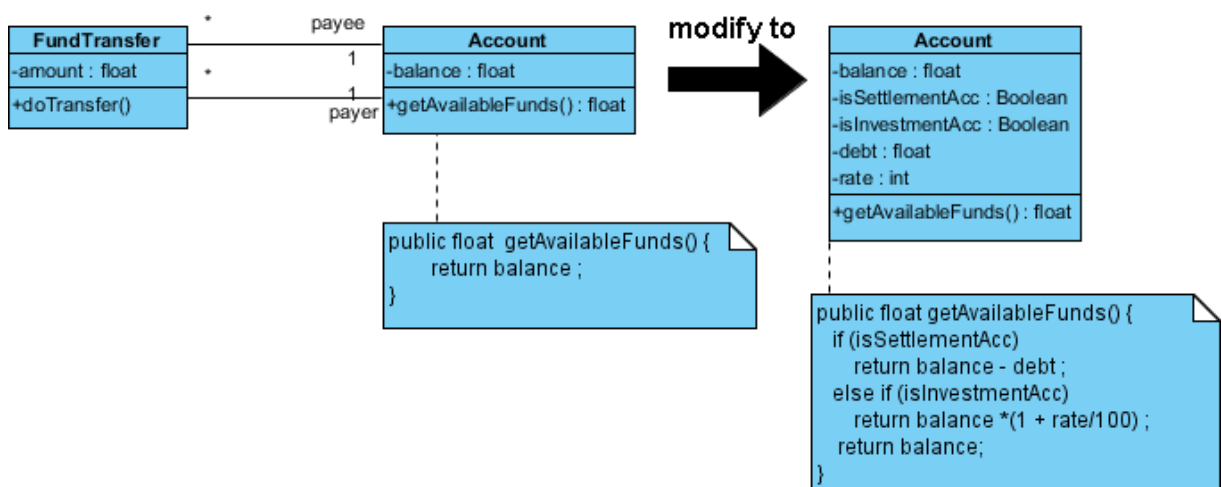 *
payee
FundTransfer
-amount : float
+doTransfer()
*
1
1
payer
Account
-balance : float
+getAvailableFunds() : float
public float  getAvailableFunds() {
return balance ;
}
modify to
Account
-balance : float
-isSettlementAcc : Boolean
-isInvestmentAcc : Boolean
-debt : float
-rate : int
+getAvailableFunds() : float
public float getAvailableFunds() {
if (isSettlementAcc)
return balance - debt ;
else if (isInvestmentAcc)
return balance *(1 + rate/100) ;
return balance;
}